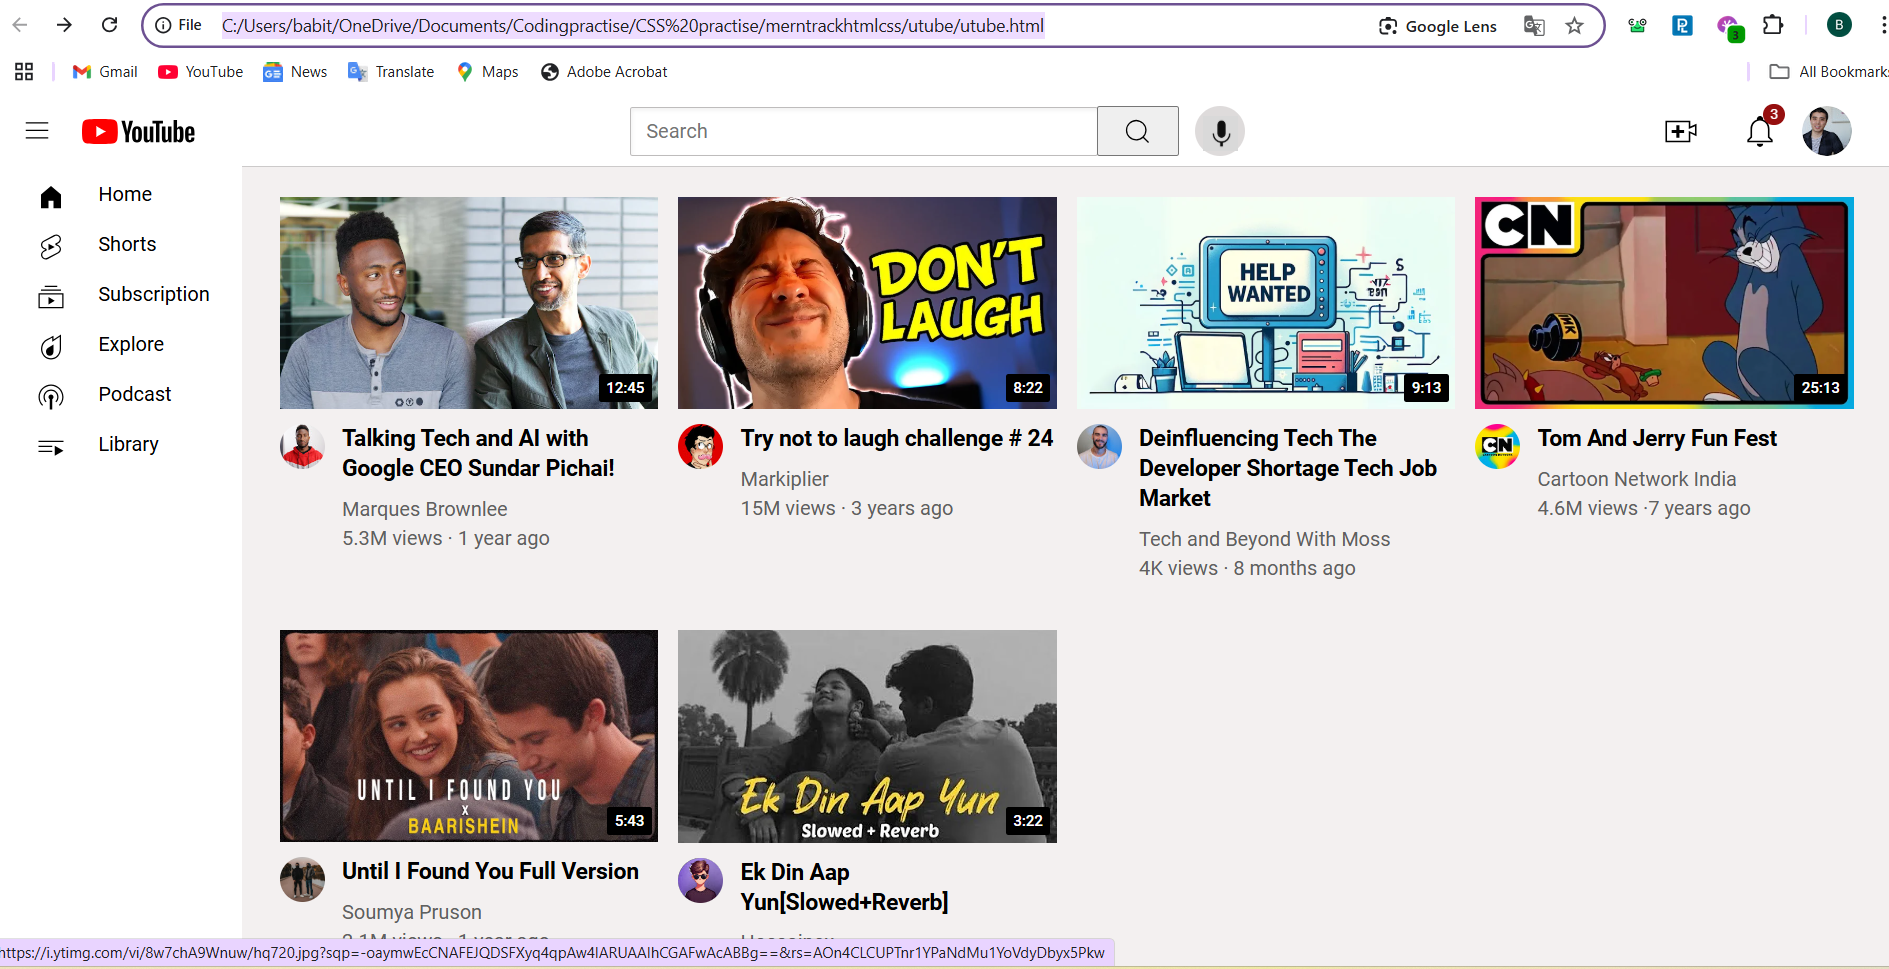 File
C:/Users/babit/OneDrive/Documents/Codingpractise/CSS%20practise/merntrackhtmlcss/utube/utube.html
Google Lens
3
B
Gmail
YouTube
News
Translate
Maps
Adobe Acrobat
All Bookmarks
YouTube
Search
3
Home
Shorts
Subscription
Explore
Podcast
Library
12:45
DON'T
LAUGH
8:22
HELP
WANTED
9:13
CN
25:13
Talking Tech and AI with
Google CEO Sundar Pichai!
Marques Brownlee
5.3M views · 1 year ago
Try not to laugh challenge # 24
Markiplier
15M views · 3 years ago
Deinfluencing Tech The
Developer Shortage Tech Job
Market
Tech and Beyond With Moss
4K views · 8 months ago
CN
Tom And Jerry Fun Fest
Cartoon Network India
4.6M views ·7 years ago
UNTIL I FOUND YOU
x
BAARISHEIN
5:43
Ek Din Aap Yun
Slowed + Reverb
3:22
Until I Found You Full Version
Soumya Pruson
Ek Din Aap
Yun[Slowed+Reverb]
https://i.ytimg.com/vi/8w7chA9Wnuw/hq720.jpg?sqp=-oaymwEcCNAFEJQDSFXyq4qpAw4IARUAAIhCGAFwAcABBg==&rs=AOn4CLCUPTnr1YPaNdMu1YoVdyDbyx5Pkw